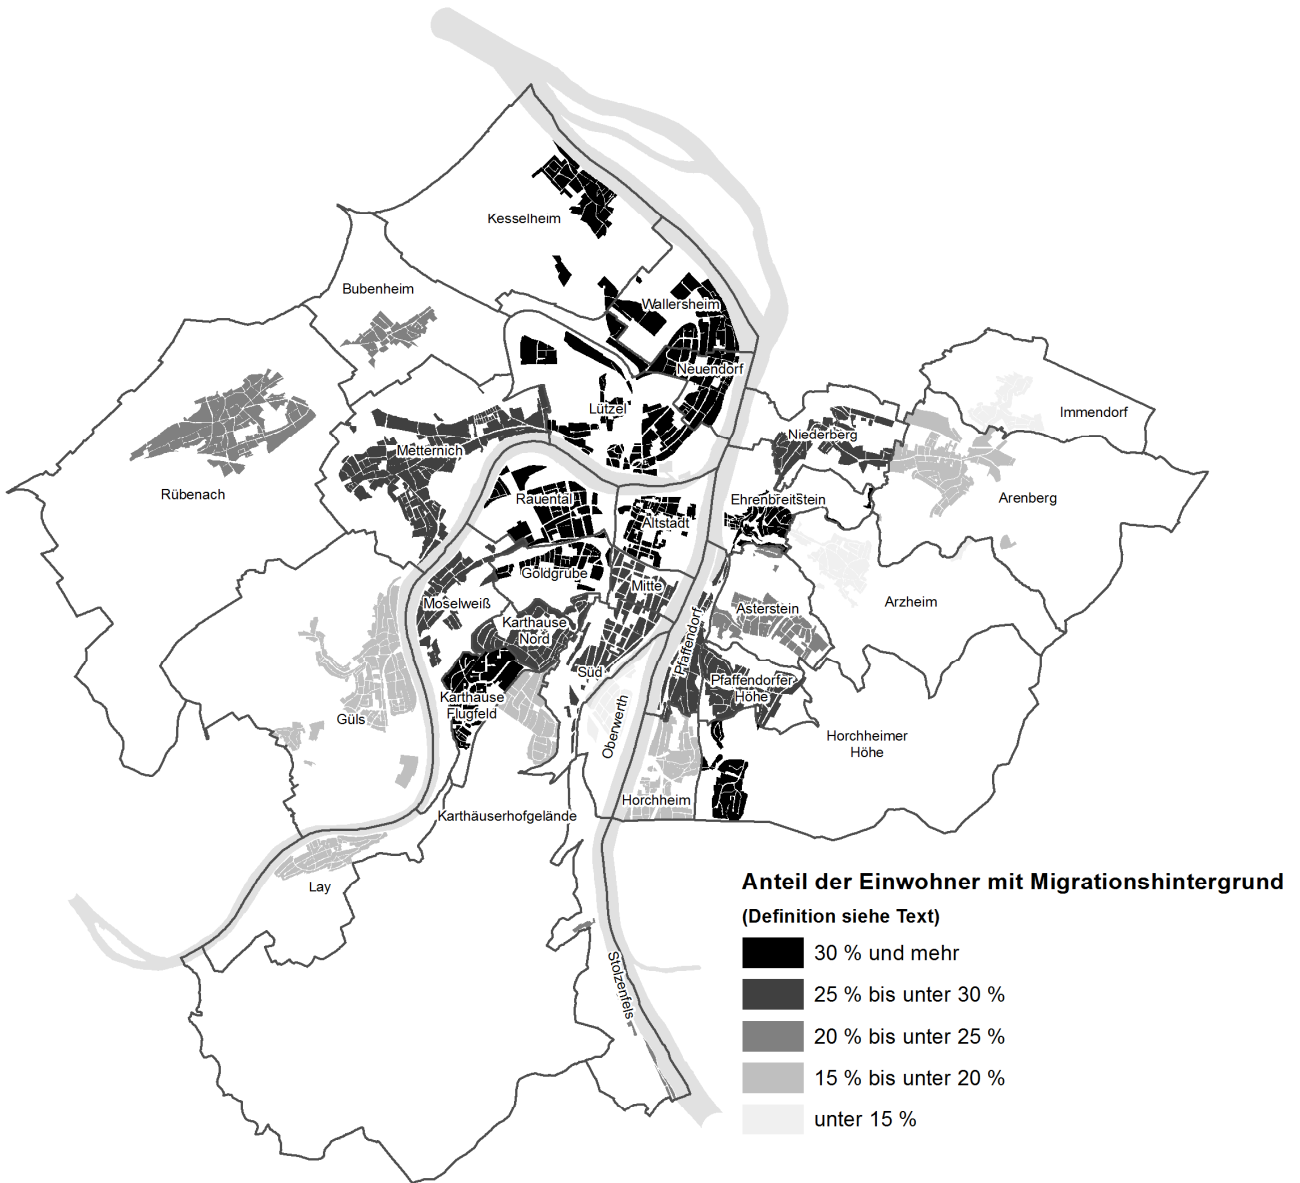 Kesselheim
Bubenheim
Wallersheim
Neuendorf
Immendorf
Lützel
Niederberg
Metternich
Rübenach
Rauental
Ehrenbreitstein
Arenberg
Altstadt
Goldgrube
Mitte
Moselweiß
Arzheim
Asterstein
Karthause
Nord
Pfaffendorf
Süd
Pfaffendorfer
Höhe
Karthause
Flugfeld
Güls
Oberwerth
Horchheimer
Höhe
Horchheim
Karthäuserhofgelände
Lay
Stolzenfels
Anteil der Einwohner mit Migrationshintergrund
(Definition siehe Text)
30 % und mehr
25 % bis unter 30 %
20 % bis unter 25 %
15 % bis unter 20 %
unter 15 %